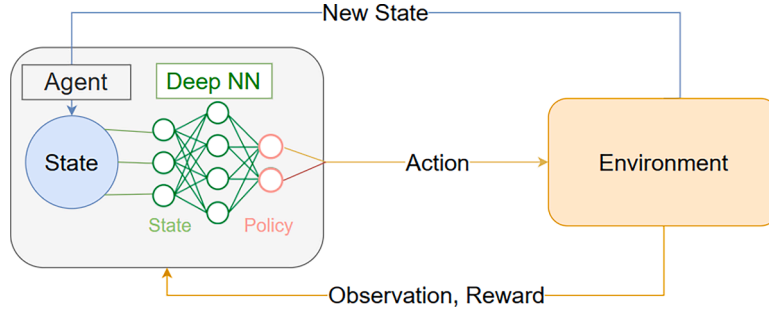 New State
Agent
Deep NN
State
State
Policy
Action
Environment
Observation, Reward